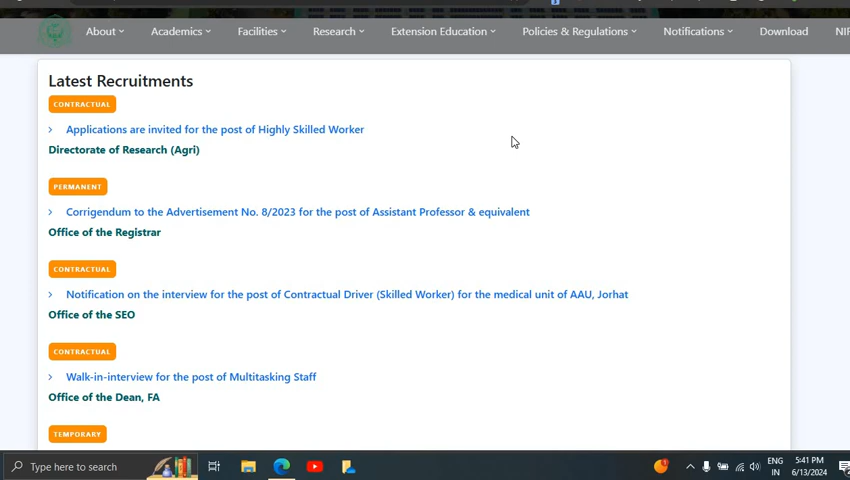 About Academics Facilities Research Extension Education Policies & Regulations Notifications Download
Latest Recruitments
CONTRACTUAL
Applications are invited for the post of Highly Skilled Worker
Directorate of Research (Agri)
PERMANENT
Corrigendum to the Advertisement No. 8/2023 for the post of Assistant Professor & equivalent
Office of the Registrar
CONTRACTUAL
Notification on the interview for the post of Contractual Driver (Skilled Worker) for the medical unit of AAU, Jorhat
Office of the SEO
CONTRACTUAL
Walk-in-interview for the post of Multitasking Staff
Office of the Dean, FA
TEMPORARY
Type here to search
ENG 5:41 PM
IN 6/13/2024